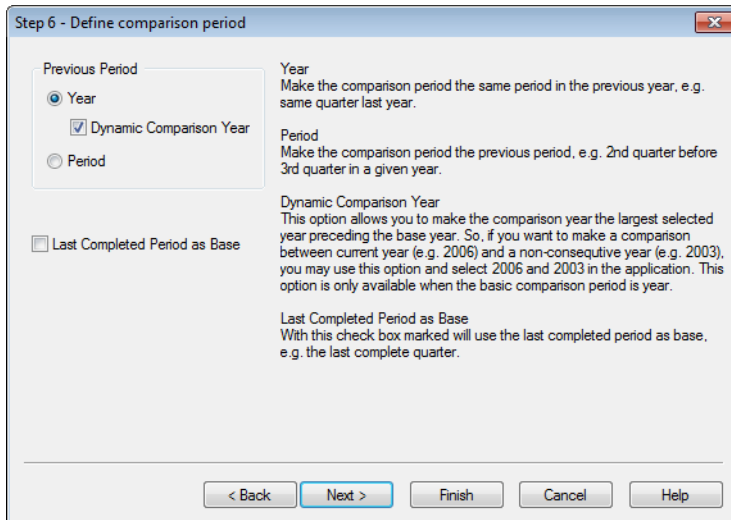 Step 6 - Define comparison period
Previous Period
Year
Dynamic Comparison Year
Period
Last Completed Period as Base
Year
Make the comparison period the same period in the previous year, e.g.
same quarter last year.
Period
Make the comparison period the previous period, e.g. 2nd quarter before
3rd quarter in a given year.
Dynamic Comparison Year
This option allows you to make the comparison year the largest selected
year preceding the base year. So, if you want to make a comparison
between current year (e.g. 2006) and a non-consequtive year (e.g. 2003),
you may use this option and select 2006 and 2003 in the application. This
option is only available when the basic comparison period is year.
Last Completed Period as Base
With this check box marked will use the last completed period as base,
e.g. the last complete quarter.
< Back
Next >
Finish
Cancel
Help